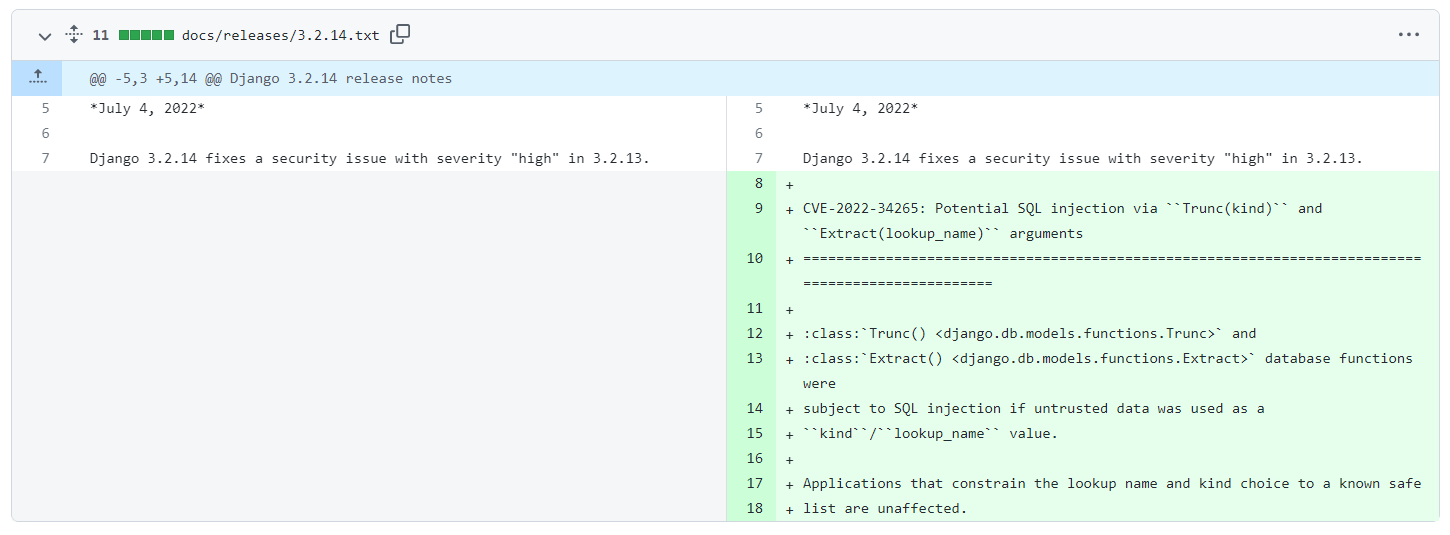 11 docs/releases/3.2.14.txt
@@ -5,3 +5,14 @@ Django 3.2.14 release notes
5 *July 4, 2022* 5 *July 4, 2022*
6 6
7 Django 3.2.14 fixes a security issue with severity "high" in 3.2.13. 7 Django 3.2.14 fixes a security issue with severity "high" in 3.2.13.
8 +
9 + CVE-2022-34265: Potential SQL injection via ``Trunc(kind)`` and
``Extract(lookup_name)`` arguments
10 + ===========================================================================
=======================
11 +
12 + :class:`Trunc() <django.db.models.functions.Trunc>` and
13 + :class:`Extract() <django.db.models.functions.Extract>` database functions
were
14 + subject to SQL injection if untrusted data was used as a
15 + ``kind``/``lookup_name`` value.
16 +
17 + Applications that constrain the lookup name and kind choice to a known safe
18 + list are unaffected.